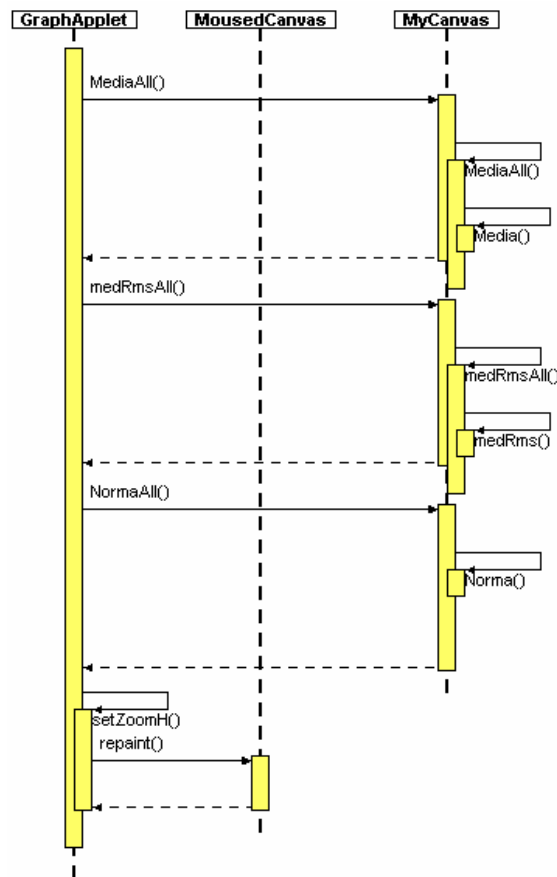 GraphApplet MousedCanvas MyCanvas
MediaAll()
MediaAll()
Media()
medRmsAll()
medRmsAll()
medRms()
NormaAll()
Norma()
setZoomH()
repaint()